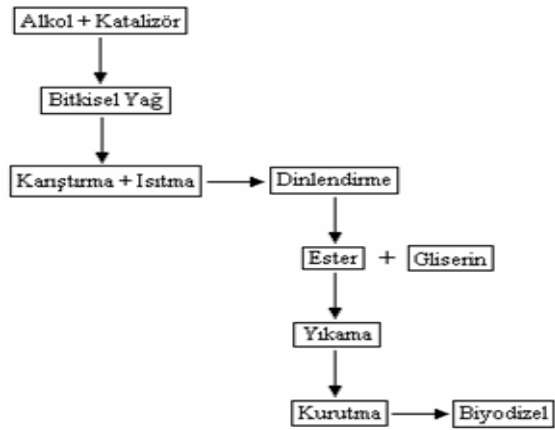 Alkol + Katalizör
Bitkisel Yağ
Karıştırma + Isıtma
Dinlendirme
Ester + Gliserin
Yıkama
Kurutma
Biyodizel